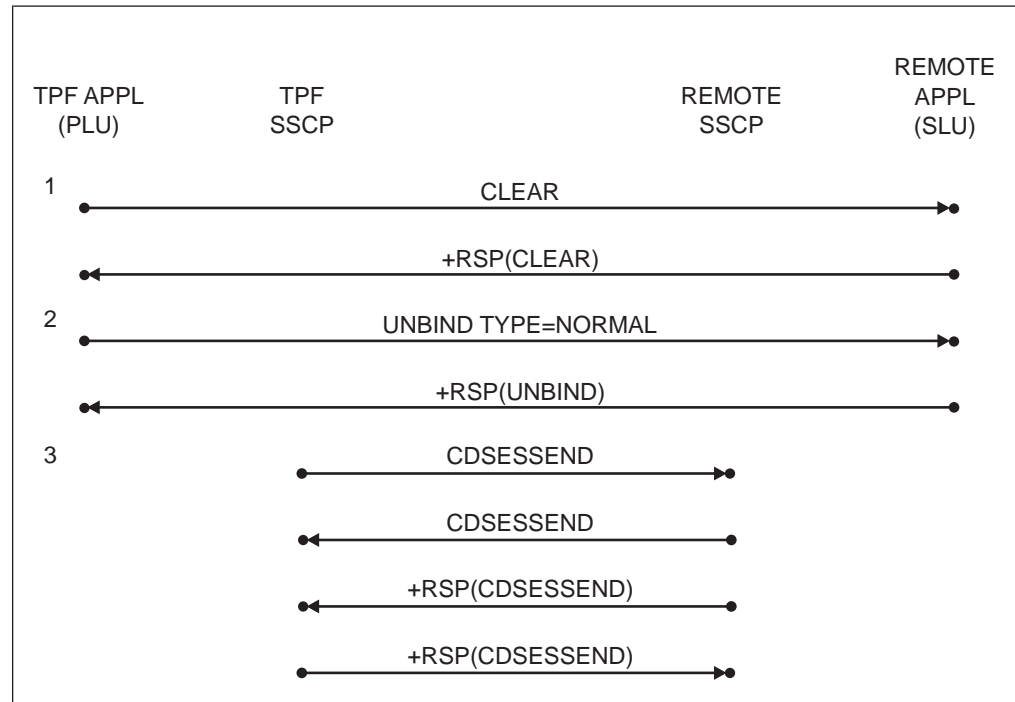 TPF APPL
(PLU)
TPF
SSCP
REMOTE
SSCP
REMOTE
APPL
(SLU)
1
CLEAR
+RSP(CLEAR)
2
UNBIND TYPE=NORMAL
+RSP(UNBIND)
3
CDSESSEND
CDSESSEND
+RSP(CDSESSEND)
+RSP(CDSESSEND)